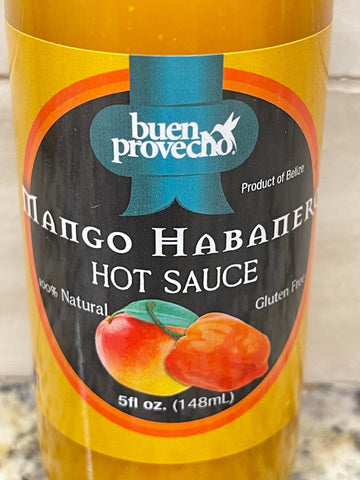 buen
provecho
Product of Belize
Mango Habanero
HOT SAUCE
100% Natural
Gluten Free
5fl oz. (148mL)